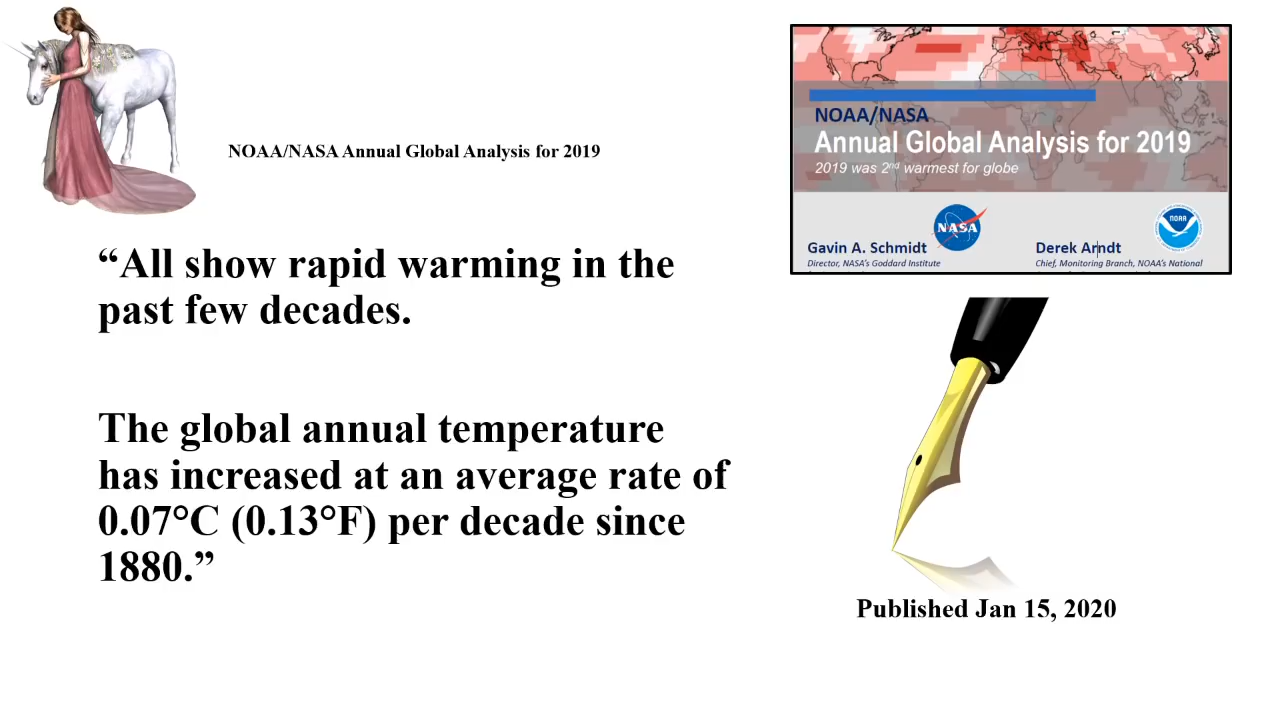 NOAA/NASA Annual Global Analysis for 2019
“All show rapid warming in the
past few decades.
The global annual temperature
has increased at an average rate of
0.07°C (0.13°F) per decade since
1880.”
NOAA/NASA
Annual Global Analysis for 2019
2019 was 2nd warmest for globe
NASA
NOAA
Gavin A. Schmidt
Director, NASA's Goddard Institute
Derek Arndt
Chief, Monitoring Branch, NOAA's National
Published Jan 15, 2020